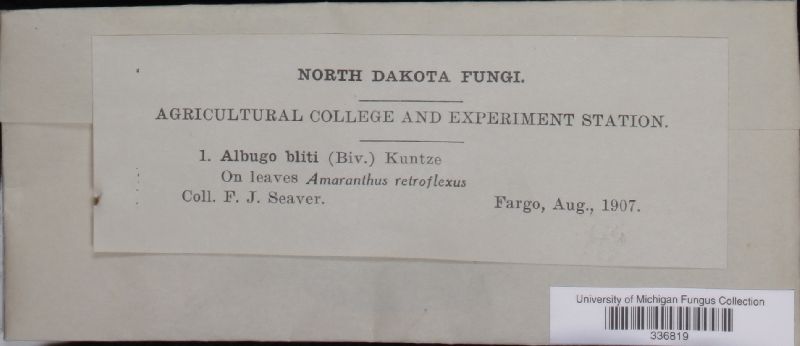 NORTH DAKOTA FUNGI.
AGRICULTURAL COLLEGE AND EXPERIMENT STATION.
1. Albugo bliti (Biv.) Kuntze
On leaves Amaranthus retroflexus
Coll. F. J. Seaver.
Fargo, Aug., 1907.
University of Michigan Fungus Collection
336819